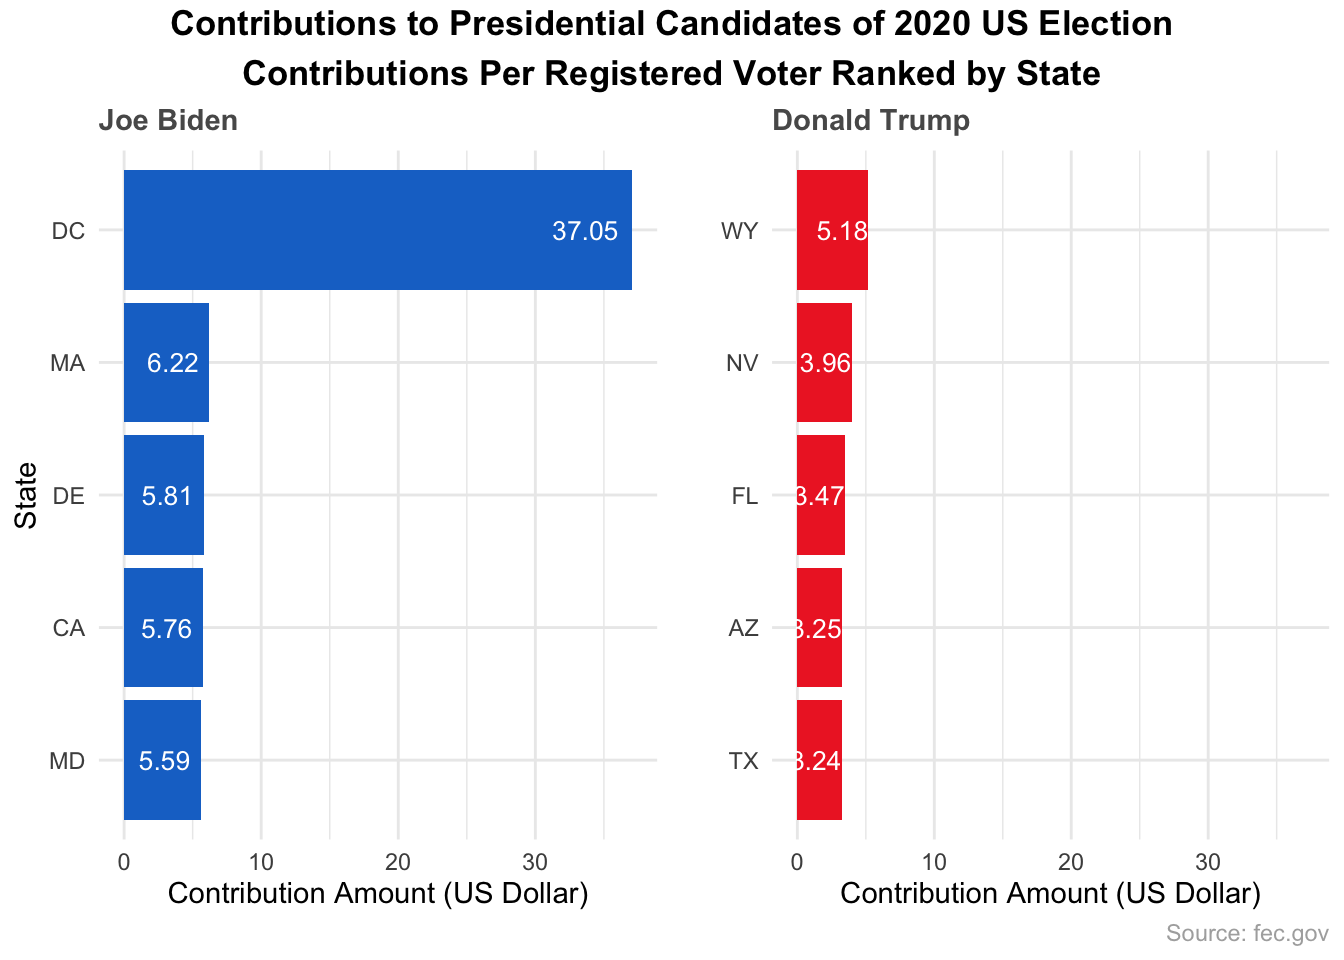 Contributions to Presidential Candidates of 2020 US Election
Contributions Per Registered Voter Ranked by State
Joe Biden
DC
37.05
MA
6.22
DE
5.81
CA
5.76
MD
5.59
State
0 10 20 30
Contribution Amount (US Dollar)
Donald Trump
WY
5.18
NV
3.96
FL
3.47
AZ
3.25
TX
3.24
0 10 20 30
Contribution Amount (US Dollar)
Source: fec.gov